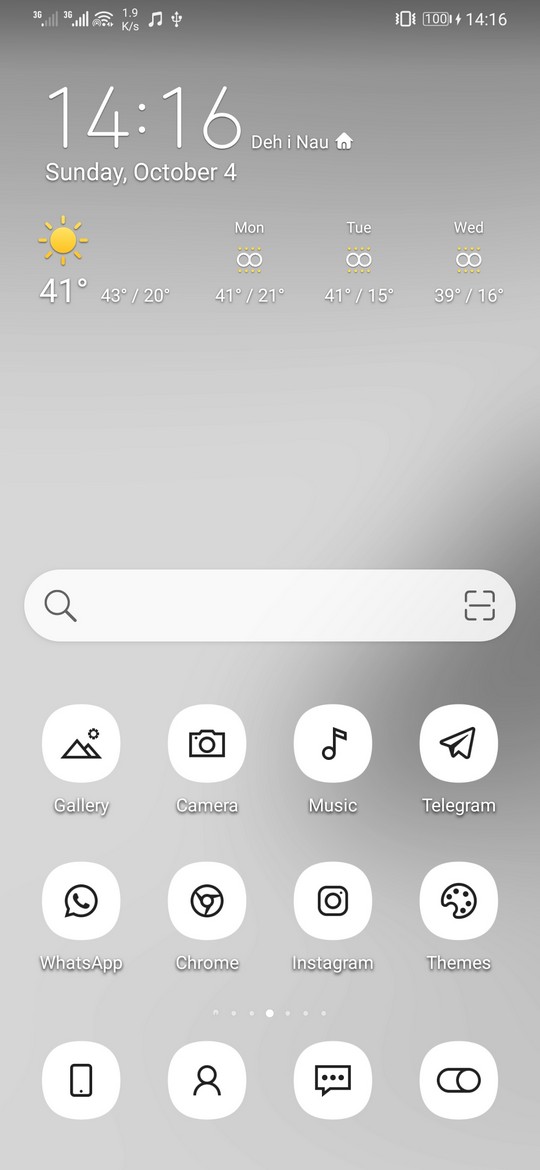 3G 3G 1.9 K/s 100 14:16
14:16 Deh i Nau
Sunday, October 4
Mon Tue Wed
41° 43° / 20° 41° / 21° 41° / 15° 39° / 16°
Gallery Camera Music Telegram
WhatsApp Chrome Instagram Themes